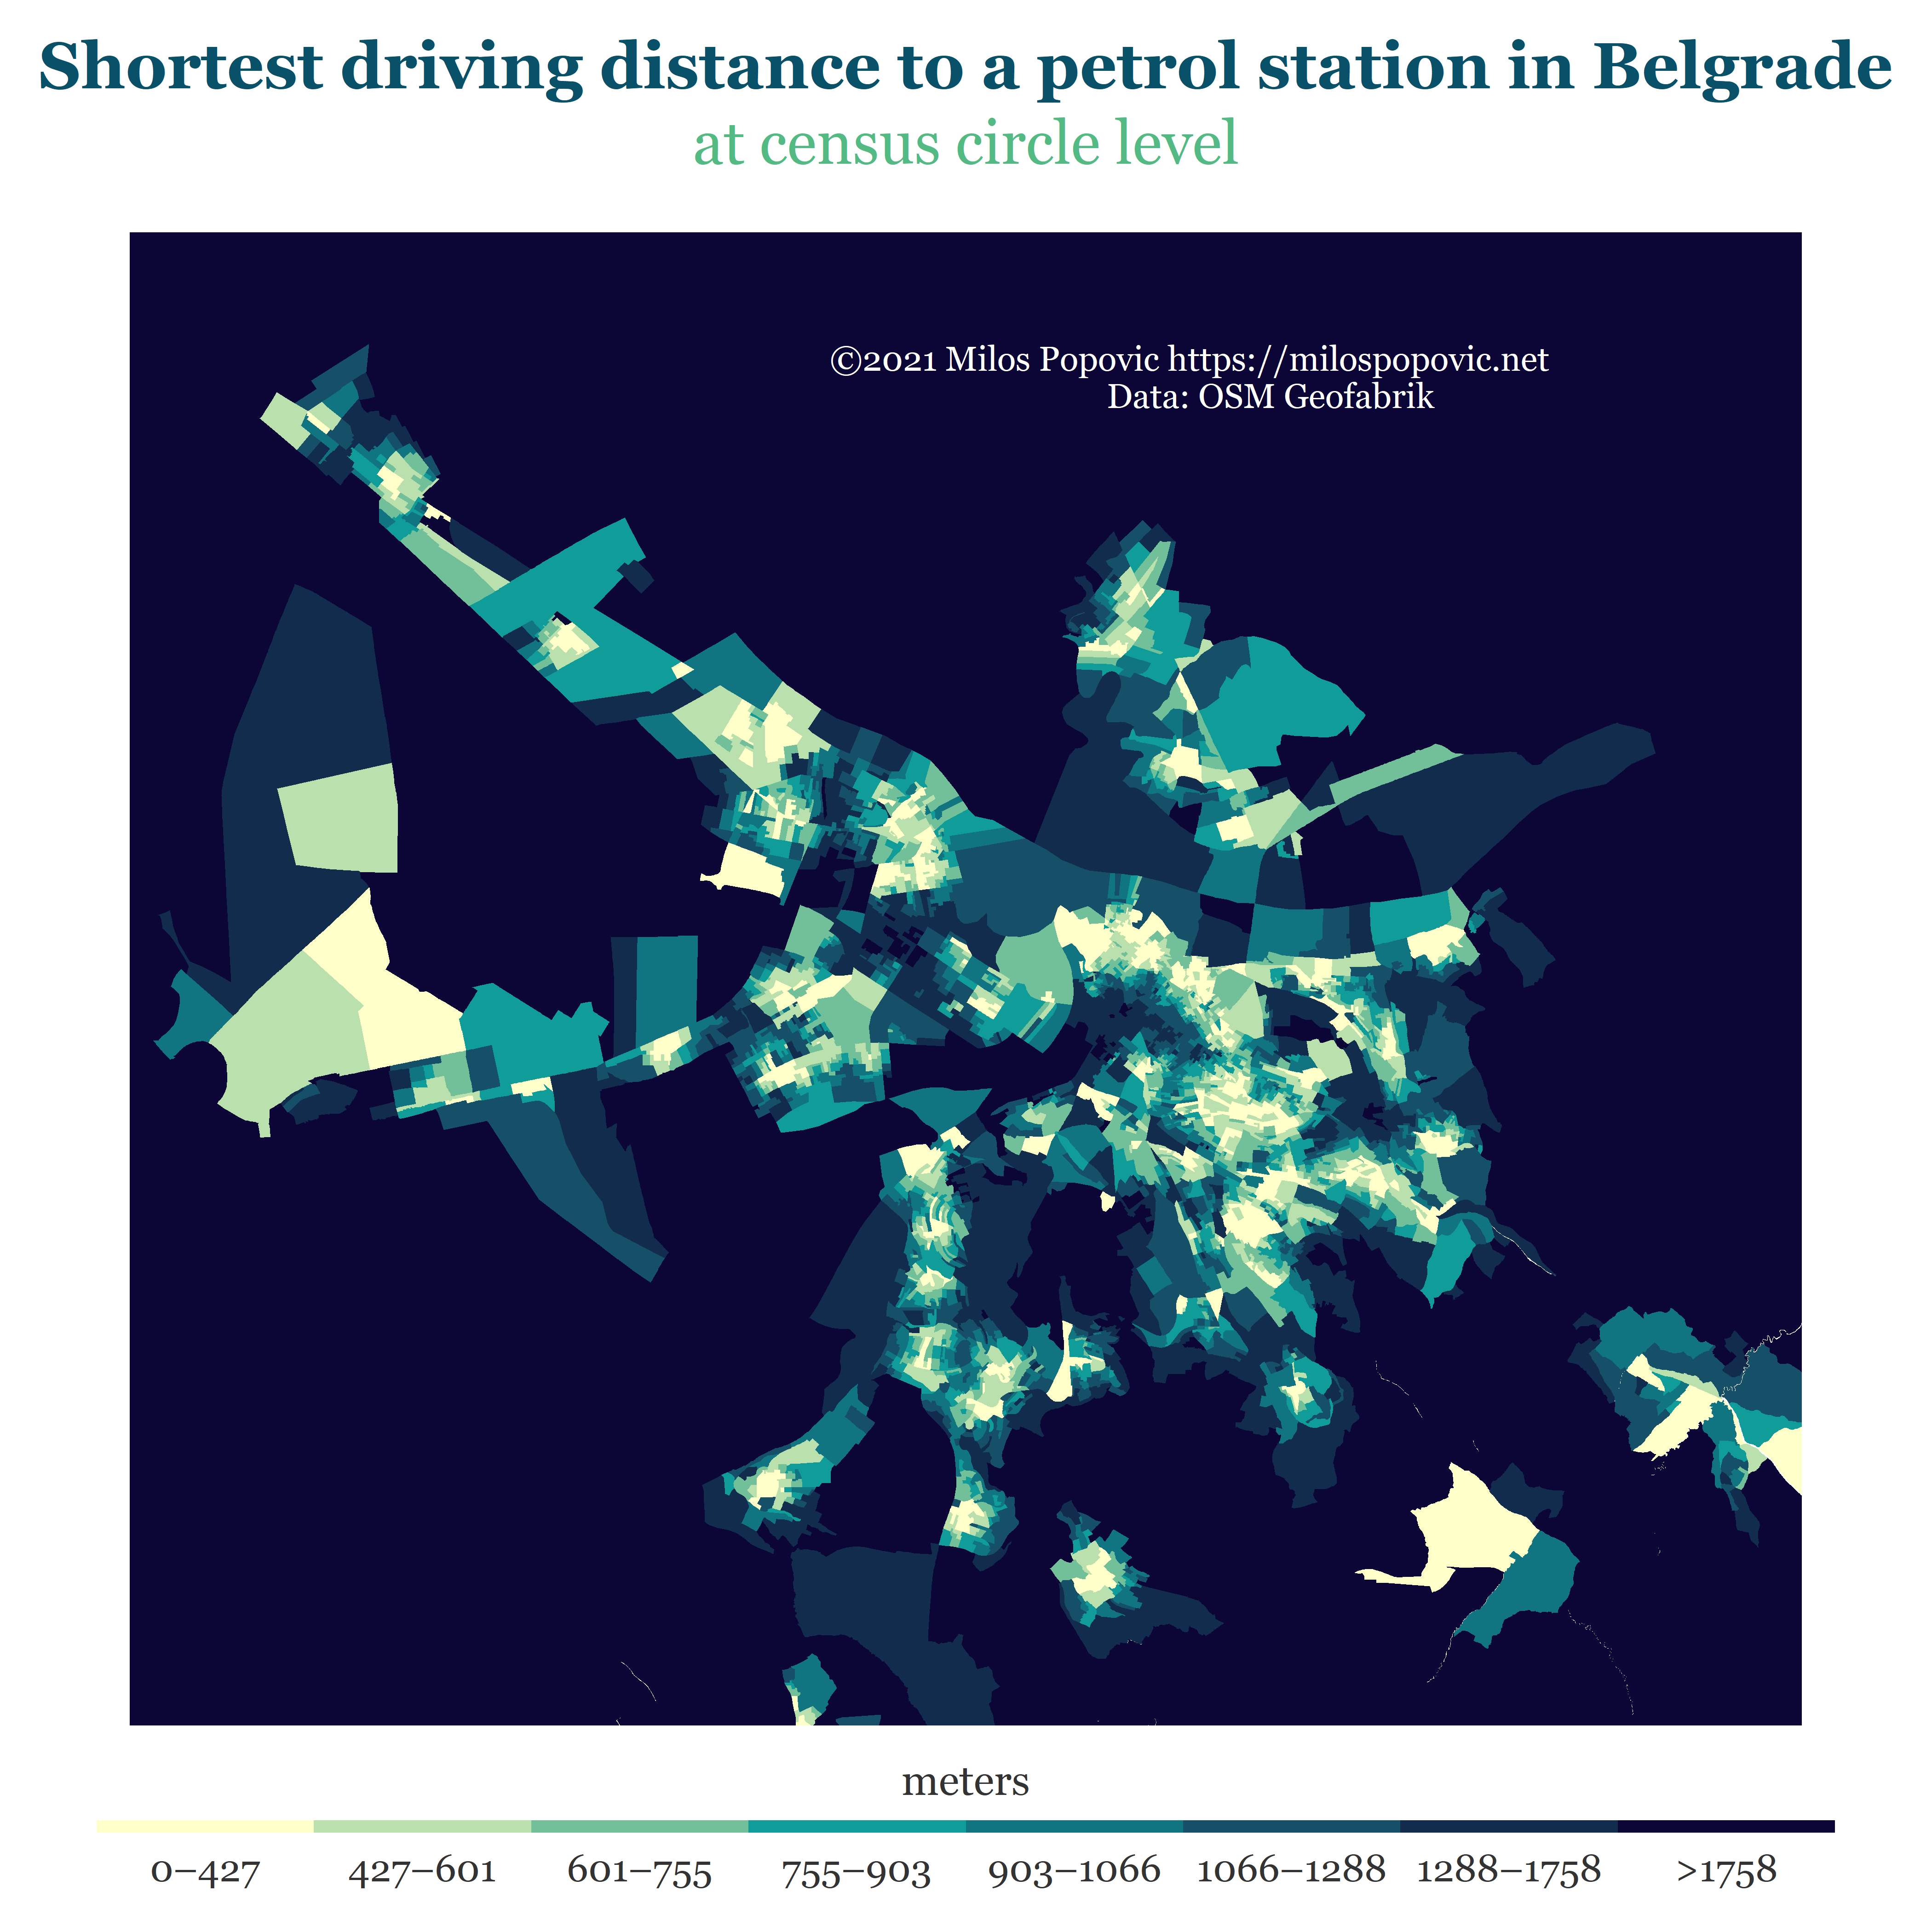 Shortest driving distance to a petrol station in Belgrade
at census circle level
©2021 Milos Popovic https://milospopovic.net
Data: OSM Geofabrik
meters
0–427 427–601 601–755 755–903 903–1066 1066–1288 1288–1758 >1758